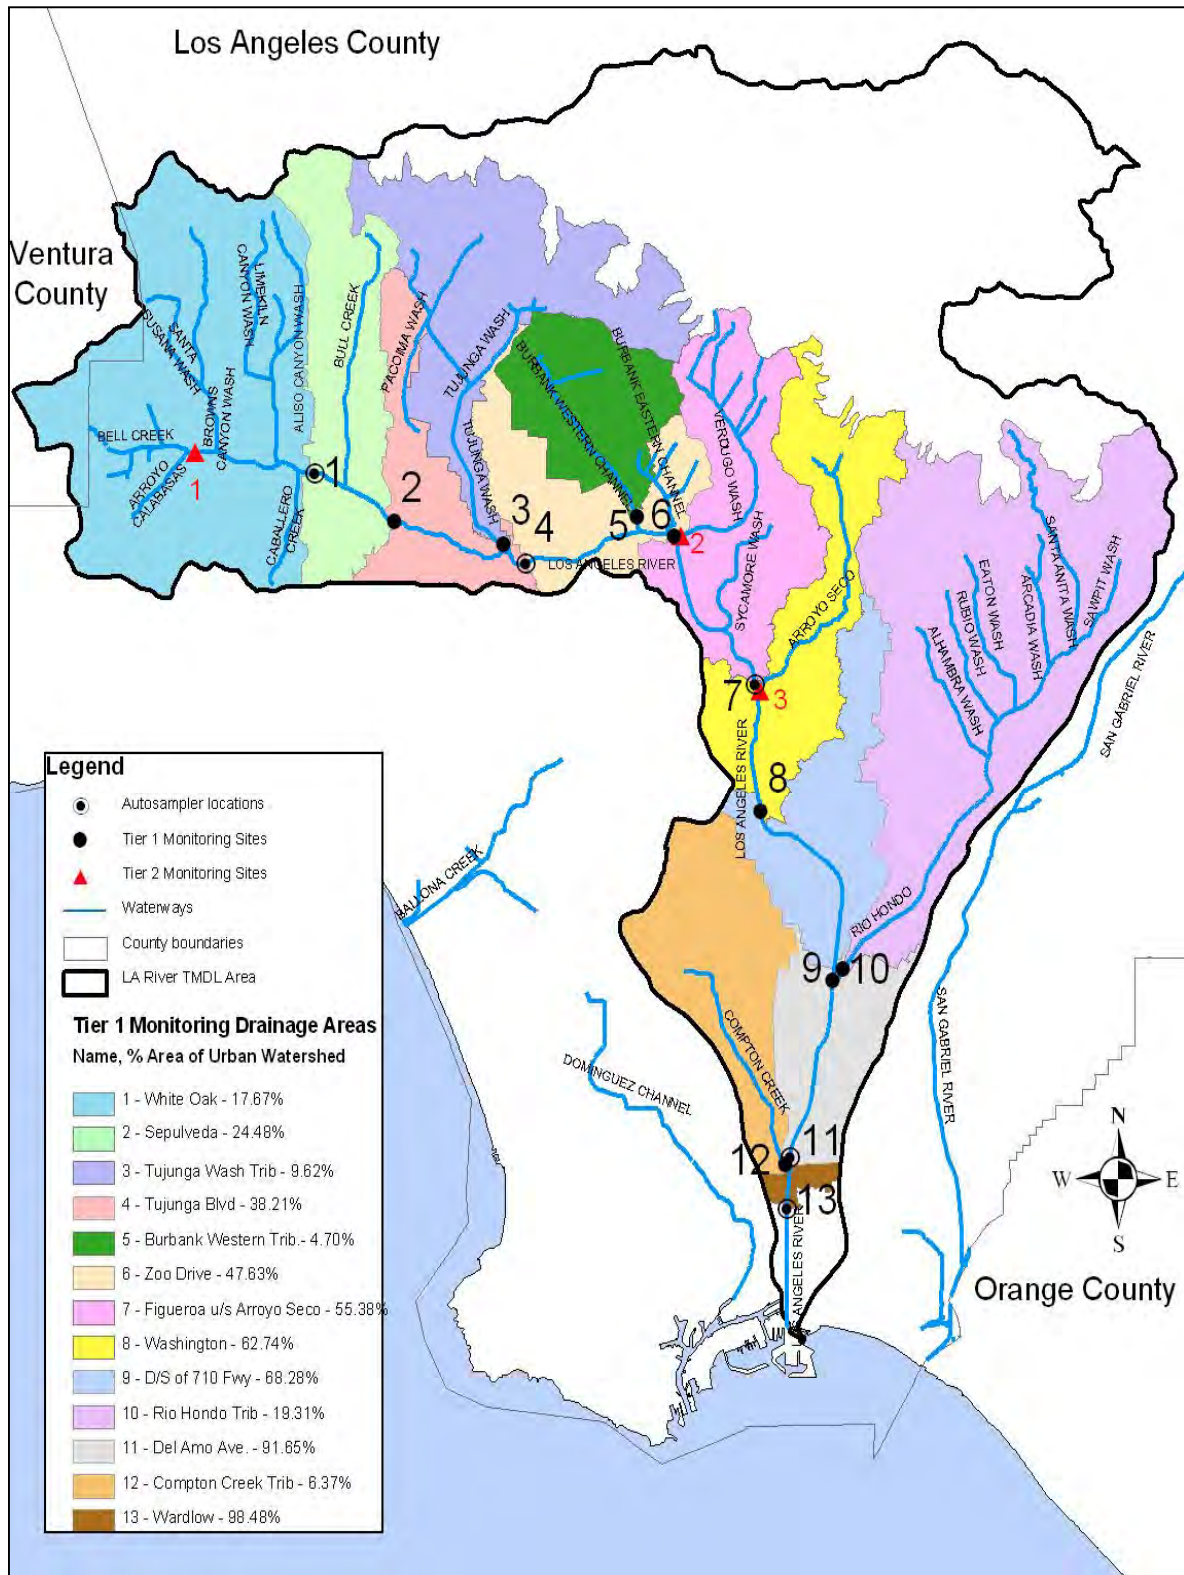 Los Angeles County
Ventura
County
SANTA
SUSANA WASH
BROWNS
CANYON WASH
LIMEKILN
CANYON WASH
ALISO CANYON WASH
BULL CREEK
PACOIMA WASH
TUJUNGA WASH
TUJUNGA WASH
BURBANK WESTERN CHANNEL
BURBANK EASTERN CHANNEL
VERDUGO WASH
BELL CREEK
ARROYO
CALABASAS
CABALLERO
CREEK
1
1
2
3
4
5
6
2
LOS ANGELES RIVER
SYCAMORE WASH
ARROYO SECO
ALHAMBRA WASH
RUBIO WASH
EATON WASH
ARCADIA WASH
SANTA ANITA WASH
SAWPIT WASH
SAN GABRIEL RIVER
7
3
LOS ANGELES RIVER
8
BALLONA CREEK
RIO HONDO
9
10
SAN GABRIEL RIVER
COMPTON CREEK
DOMINGUEZ CHANNEL
11
12
13
LOS ANGELES RIVER
N
W
E
S
Orange County
Legend
Autosampler locations
Tier 1 Monitoring Sites
Tier 2 Monitoring Sites
Waterways
County boundaries
LA River TMDL Area
Tier 1 Monitoring Drainage Areas
Name, % Area of Urban Watershed
1 - White Oak - 17.67%
2 - Sepulveda - 24.48%
3 - Tujunga Wash Trib - 9.62%
4 - Tujunga Blvd - 38.21%
5 - Burbank Western Trib.- 4.70%
6 - Zoo Drive - 47.63%
7 - Figueroa u/s Arroyo Seco - 55.38%
8 - Washington - 62.74%
9 - D/S of 710 Fwy - 68.28%
10 - Rio Hondo Trib - 19.31%
11 - Del Amo Ave. - 91.65%
12 - Compton Creek Trib - 6.37%
13 - Wardlow - 98.48%